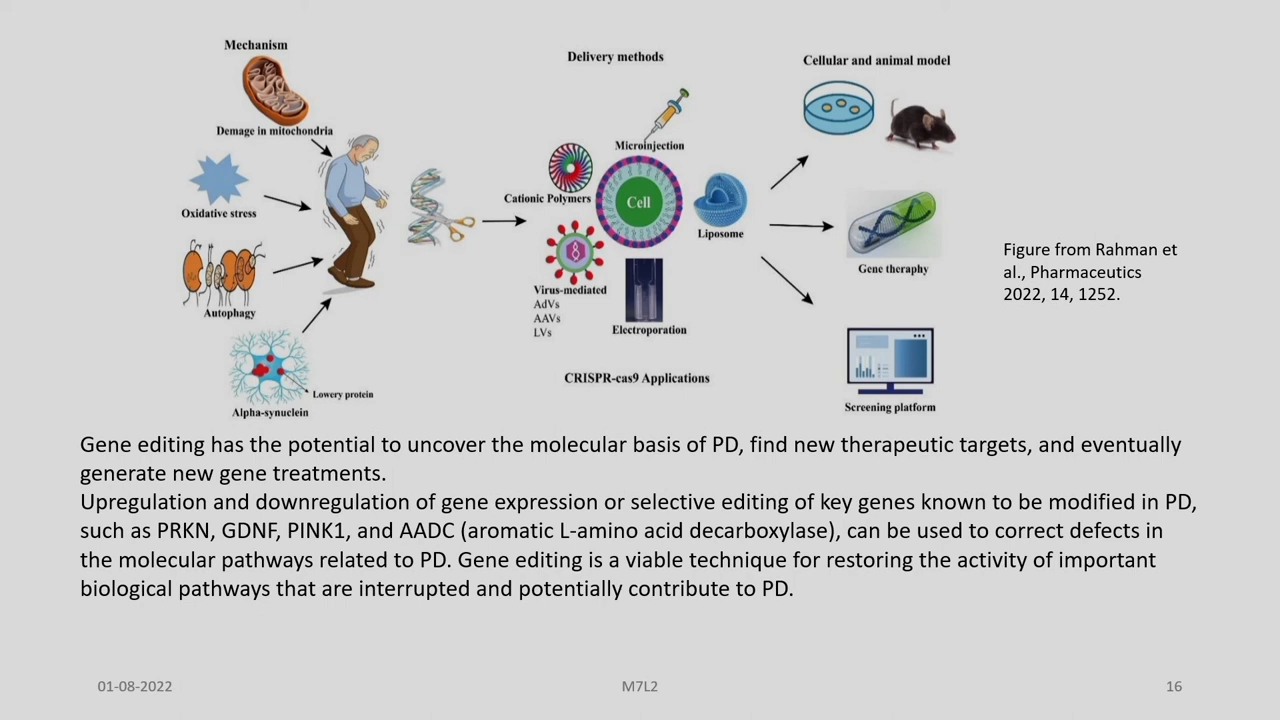 Mechanism
Demage in mitochondria
Oxidative stress
Autophagy
Lowery protein
Alpha-synuclein
Delivery methods
Microinjection
Cationic Polymers
Cell
Liposome
Virus-mediated
AdVs
AAVs
LVs
Electroporation
CRISPR-cas9 Applications
Cellular and animal model
Gene theraphy
Screening platform
Figure from Rahman et
al., Pharmaceutics
2022, 14, 1252.
Gene editing has the potential to uncover the molecular basis of PD, find new therapeutic targets, and eventually
generate new gene treatments.
Upregulation and downregulation of gene expression or selective editing of key genes known to be modified in PD,
such as PRKN, GDNF, PINK1, and AADC (aromatic L-amino acid decarboxylase), can be used to correct defects in
the molecular pathways related to PD. Gene editing is a viable technique for restoring the activity of important
biological pathways that are interrupted and potentially contribute to PD.
01-08-2022
M7L2
16